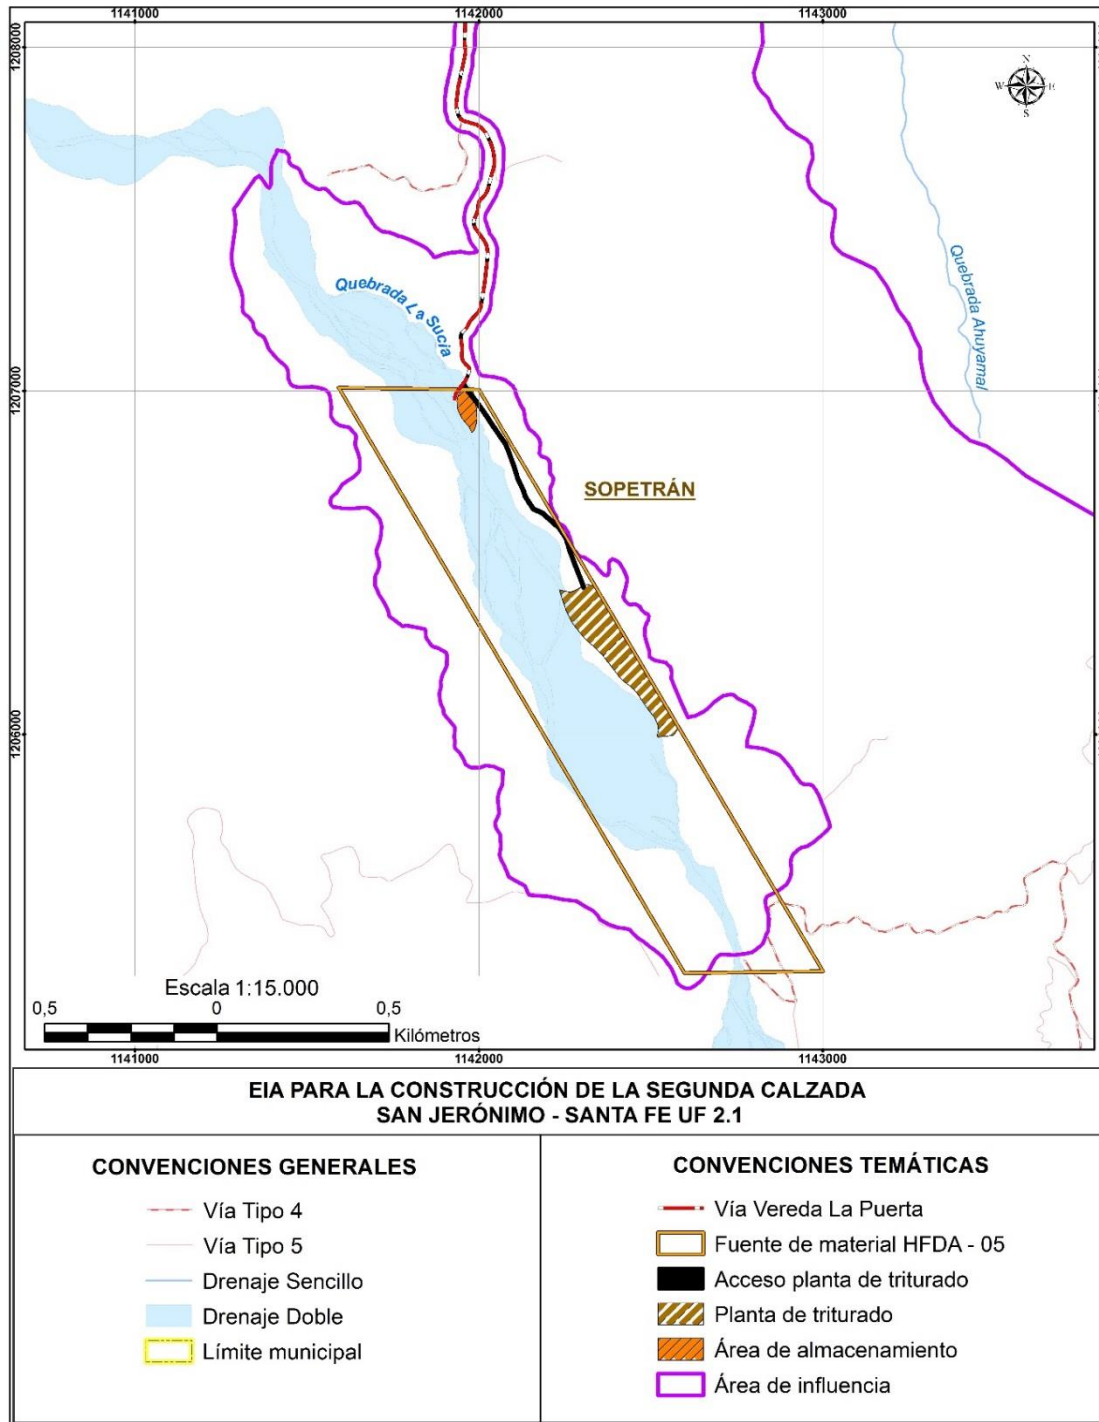 1141000 1142000 1143000
1208000
N
W E
S
Quebrada La Sucia
Quebrada Ahuyamal
1207000
SOPETRÁN
1206000
Escala 1:15.000
0,5 0 0,5
Kilómetros
1141000 1142000 1143000
EIA PARA LA CONSTRUCCIÓN DE LA SEGUNDA CALZADA
SAN JERÓNIMO - SANTA FE UF 2.1
CONVENCIONES GENERALES
Vía Tipo 4
Vía Tipo 5
Drenaje Sencillo
Drenaje Doble
Límite municipal
CONVENCIONES TEMÁTICAS
Vía Vereda La Puerta
Fuente de material HFDA - 05
Acceso planta de triturado
Planta de triturado
Área de almacenamiento
Área de influencia